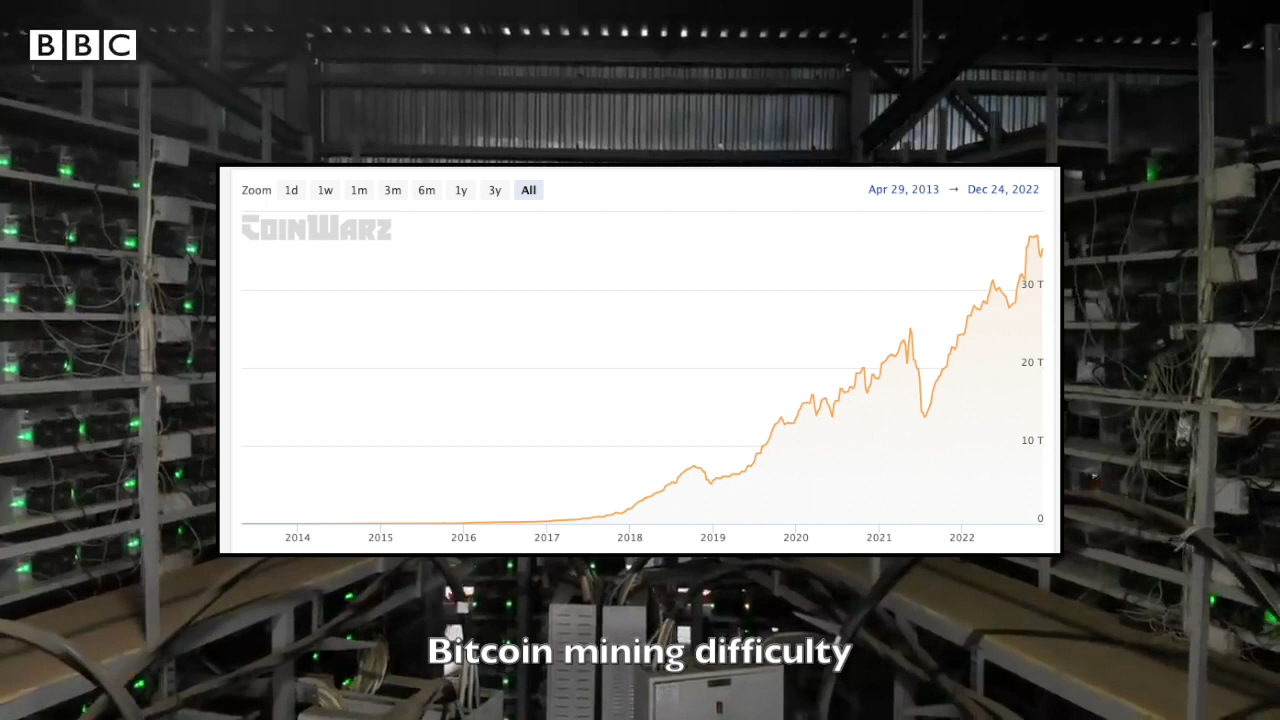 BBC
Zoom 1d 1w 1m 3m 6m 1y 3y All Apr 29, 2013 → Dec 24, 2022
COINWARZ
30 T
20 T
10 T
0
2014 2015 2016 2017 2018 2019 2020 2021 2022
Bitcoin mining difficulty